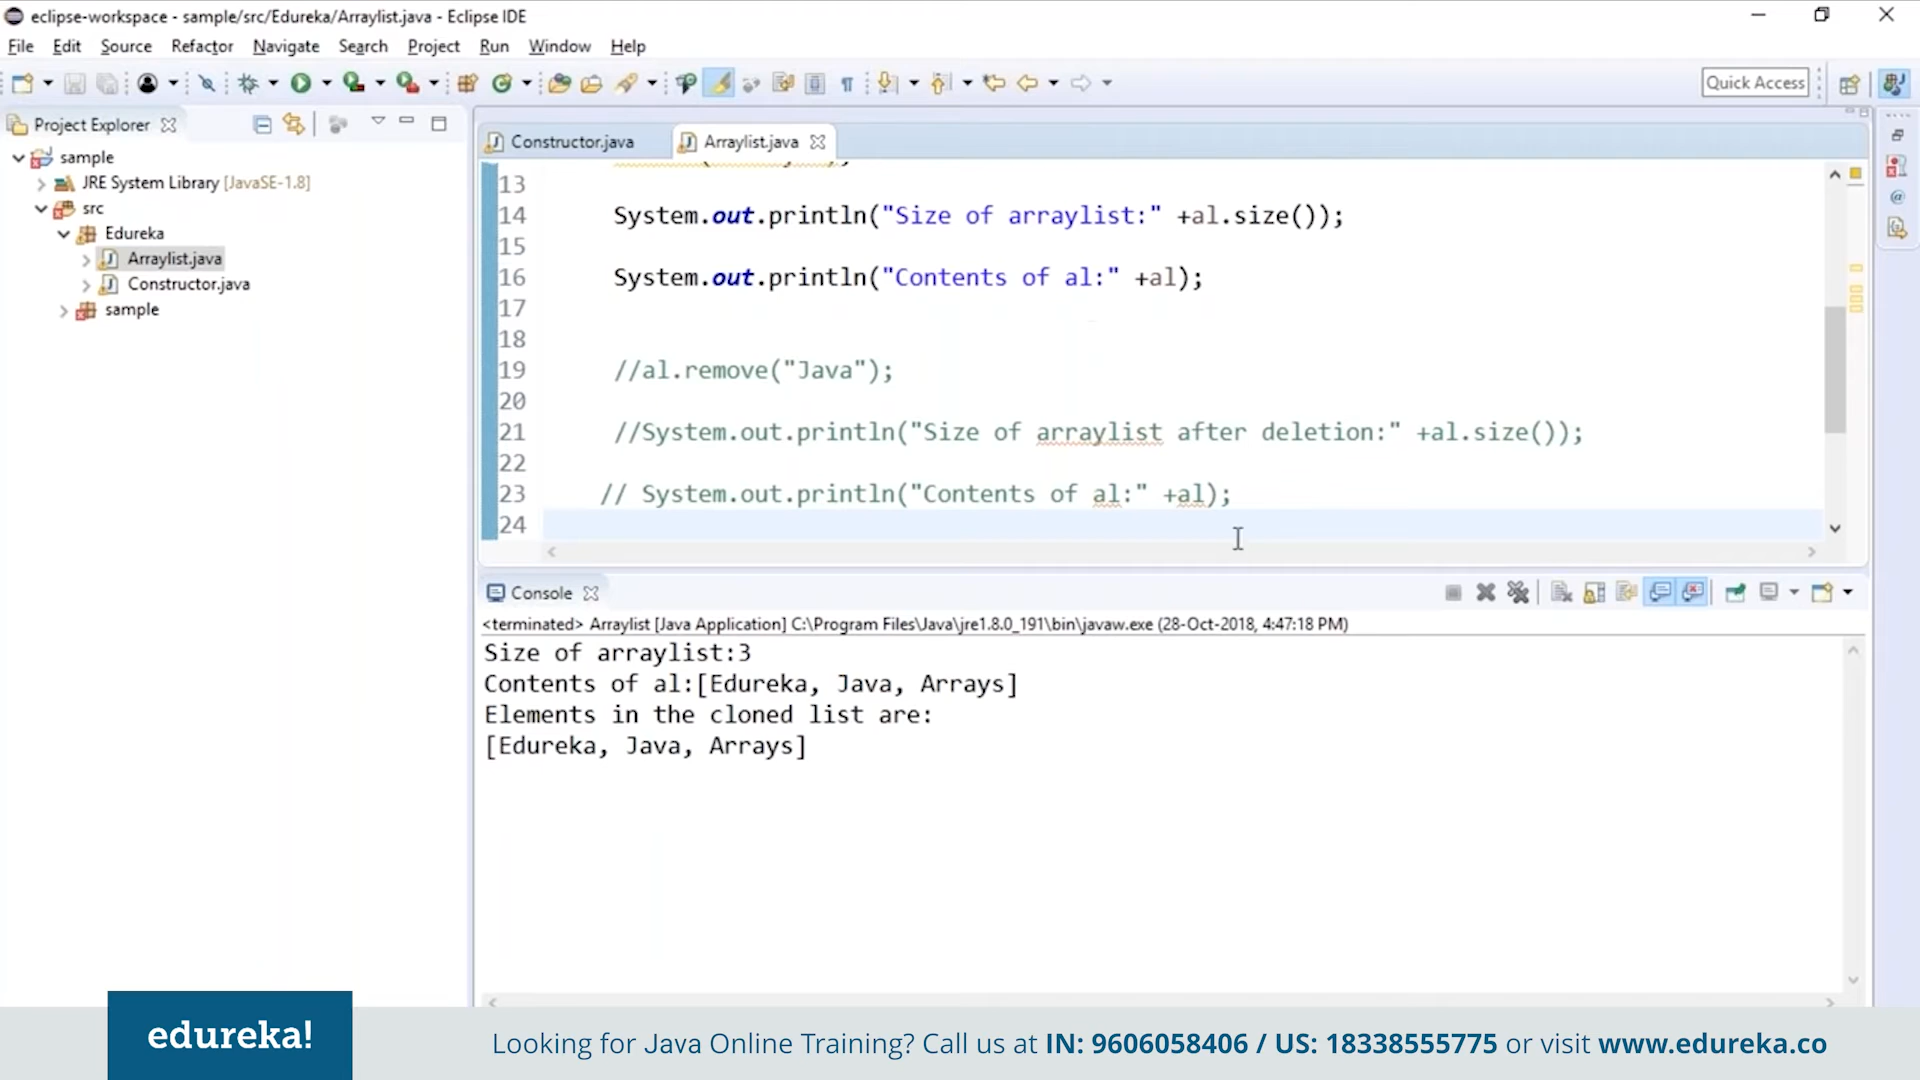 eclipse-workspace - sample/src/Edureka/Arraylist.java - Eclipse IDE
File Edit Source Refactor Navigate Search Project Run Window Help
Quick Access
Project Explorer
sample
JRE System Library [JavaSE-1.8]
src
Edureka
Arraylist.java
Constructor.java
sample
Constructor.java
Arraylist.java
13
14 System.out.println("Size of arraylist:" +al.size());
15
16 System.out.println("Contents of al:" +al);
17
18
19 //al.remove("Java");
20
21 //System.out.println("Size of arraylist after deletion:" +al.size());
22
23 // System.out.println("Contents of al:" +al);
24
Console
<terminated> Arraylist [Java Application] C:\Program Files\Java\jre1.8.0_191\bin\javaw.exe (28-Oct-2018, 4:47:18 PM)
Size of arraylist:3
Contents of al:[Edureka, Java, Arrays]
Elements in the cloned list are:
[Edureka, Java, Arrays]
edureka!
Looking for Java Online Training? Call us at IN: 9606058406 / US: 18338555775 or visit www.edureka.co